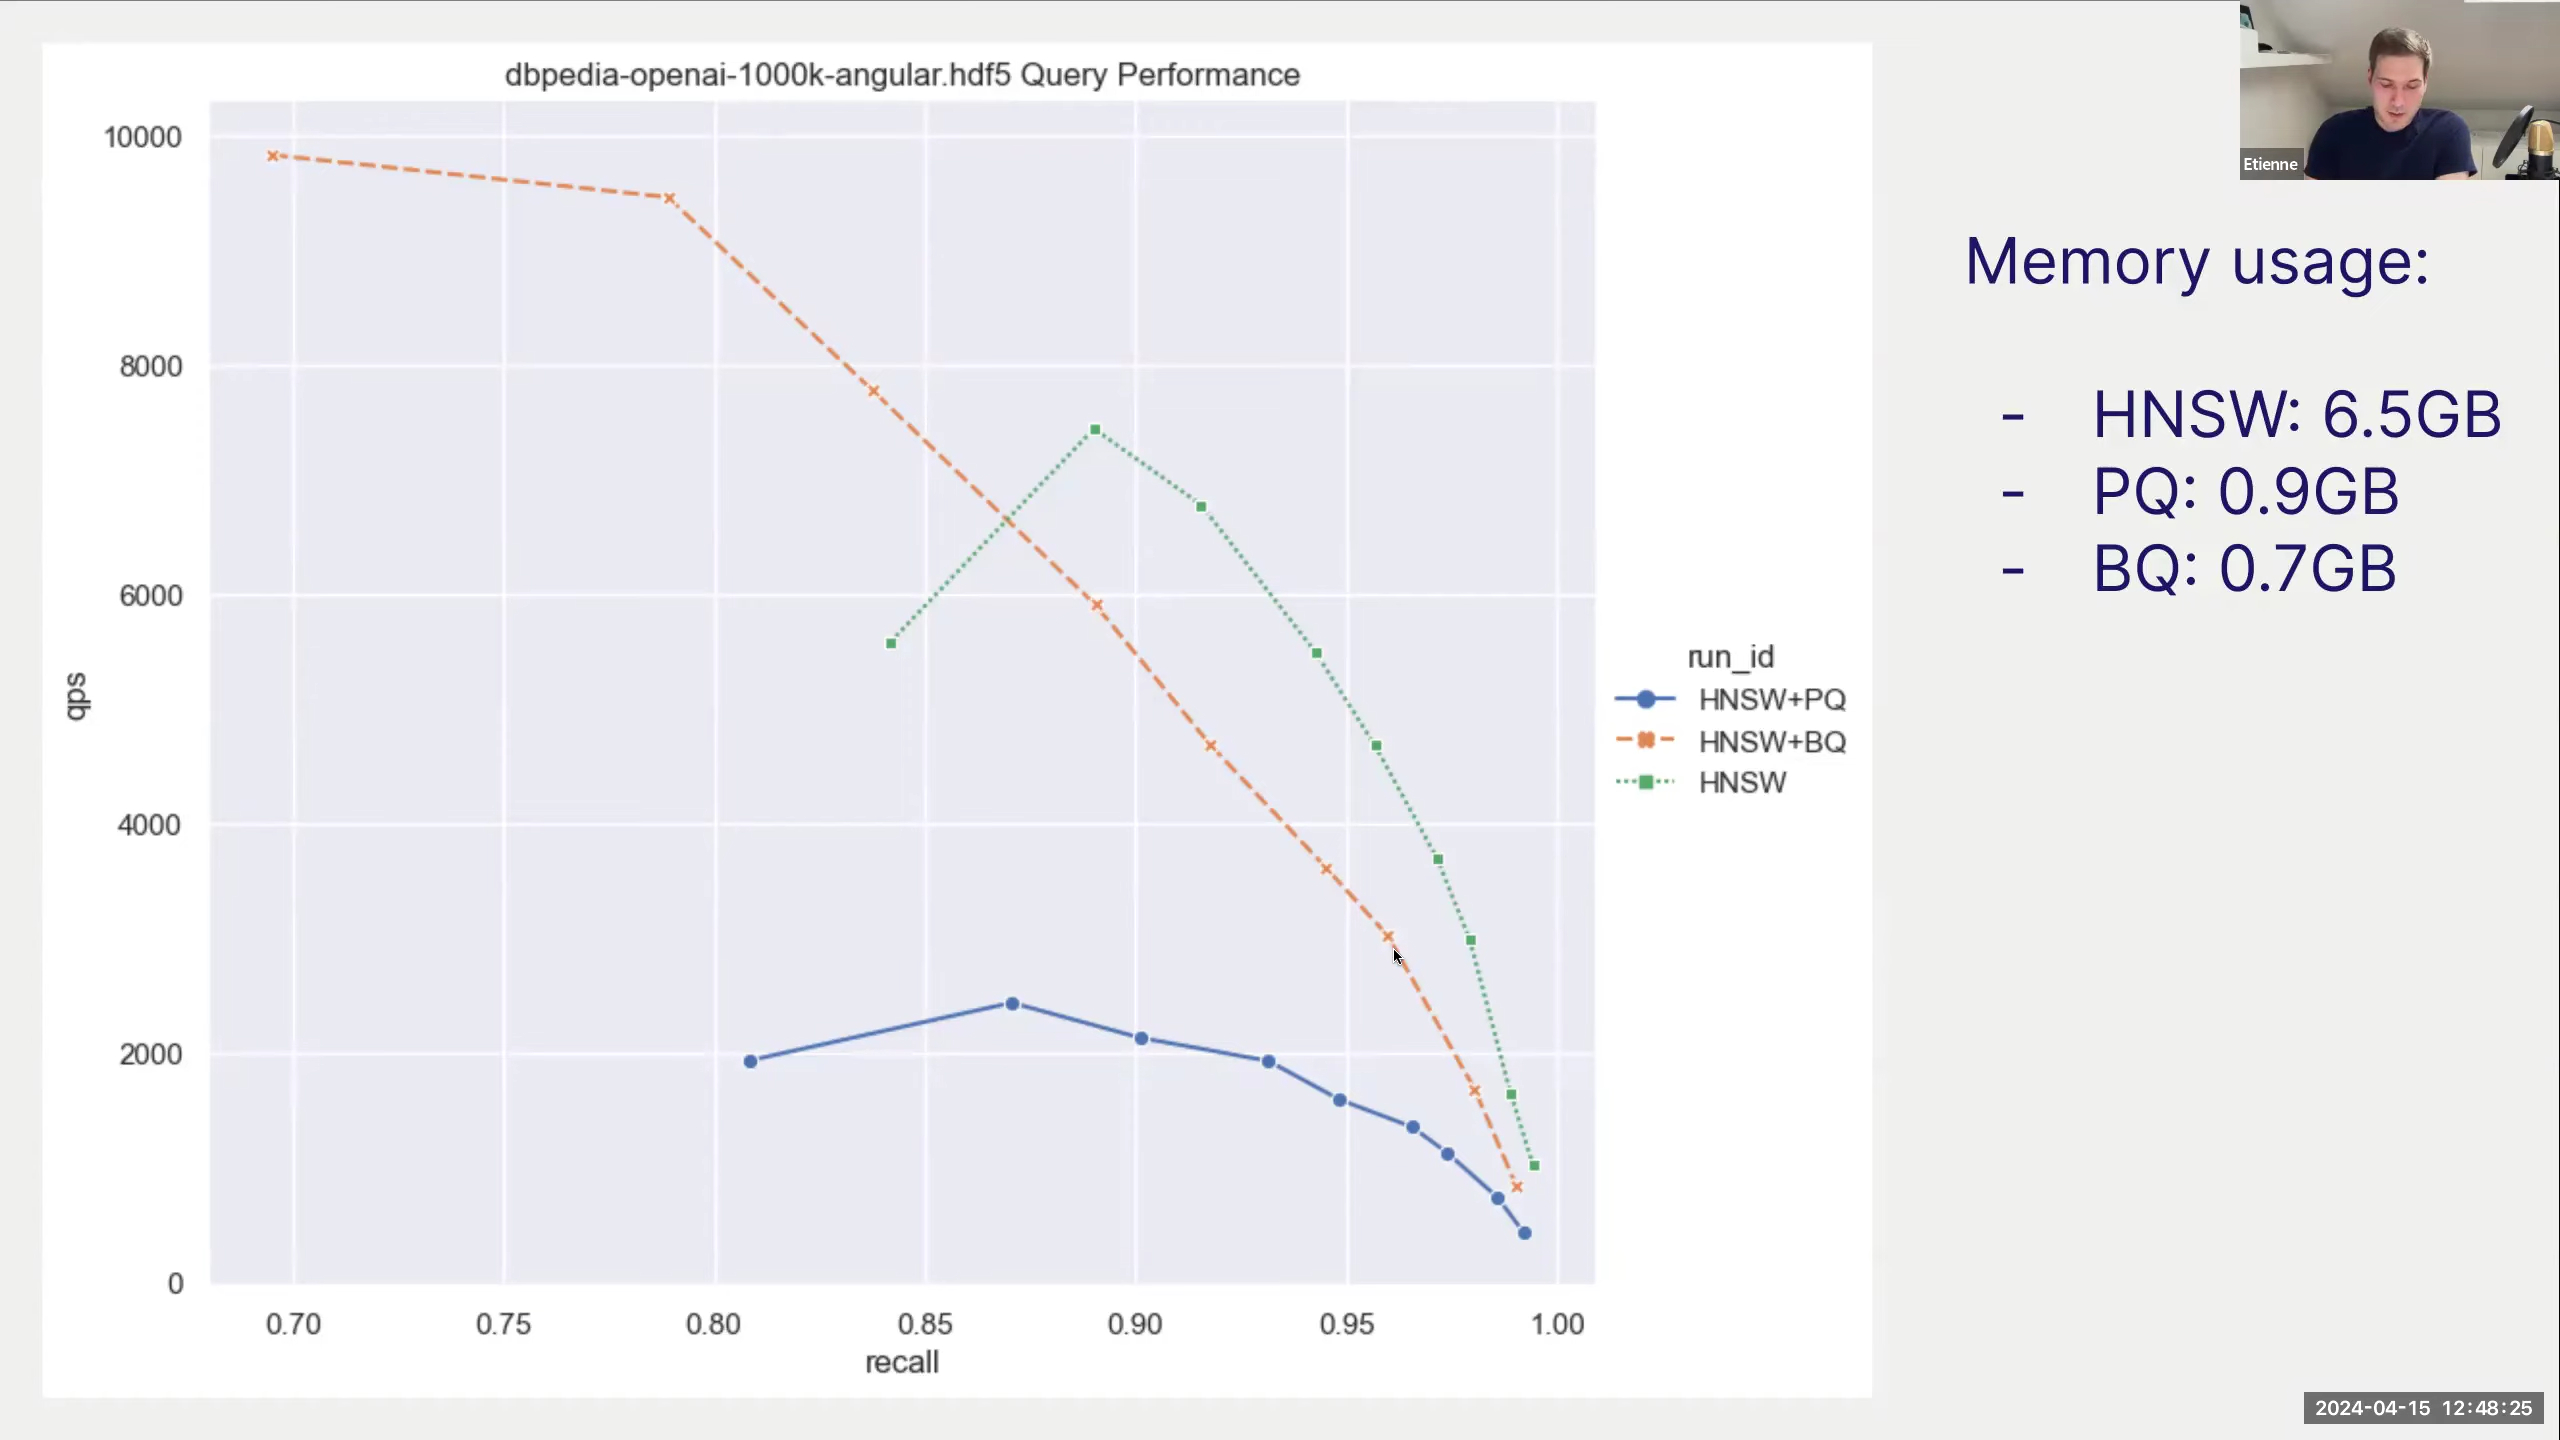 dbpedia-openai-1000k-angular.hdf5 Query Performance
10000
8000
6000
4000
2000
0
qps
0.70 0.75 0.80 0.85 0.90 0.95 1.00
recall
run_id
HNSW+PQ
HNSW+BQ
HNSW
Etienne
Memory usage:
- HNSW: 6.5GB
- PQ: 0.9GB
- BQ: 0.7GB
2024-04-15 12:48:25